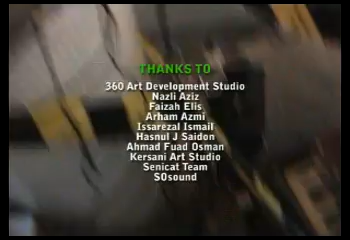 THANKS TO
360 Art Development Studio
Nazli Aziz
Faizah Elis
Arham Azmi
Issarezal Ismail
Hasnul J Saidon
Ahmad Fuad Osman
Kersani Art Studio
Senicat Team
SOsound